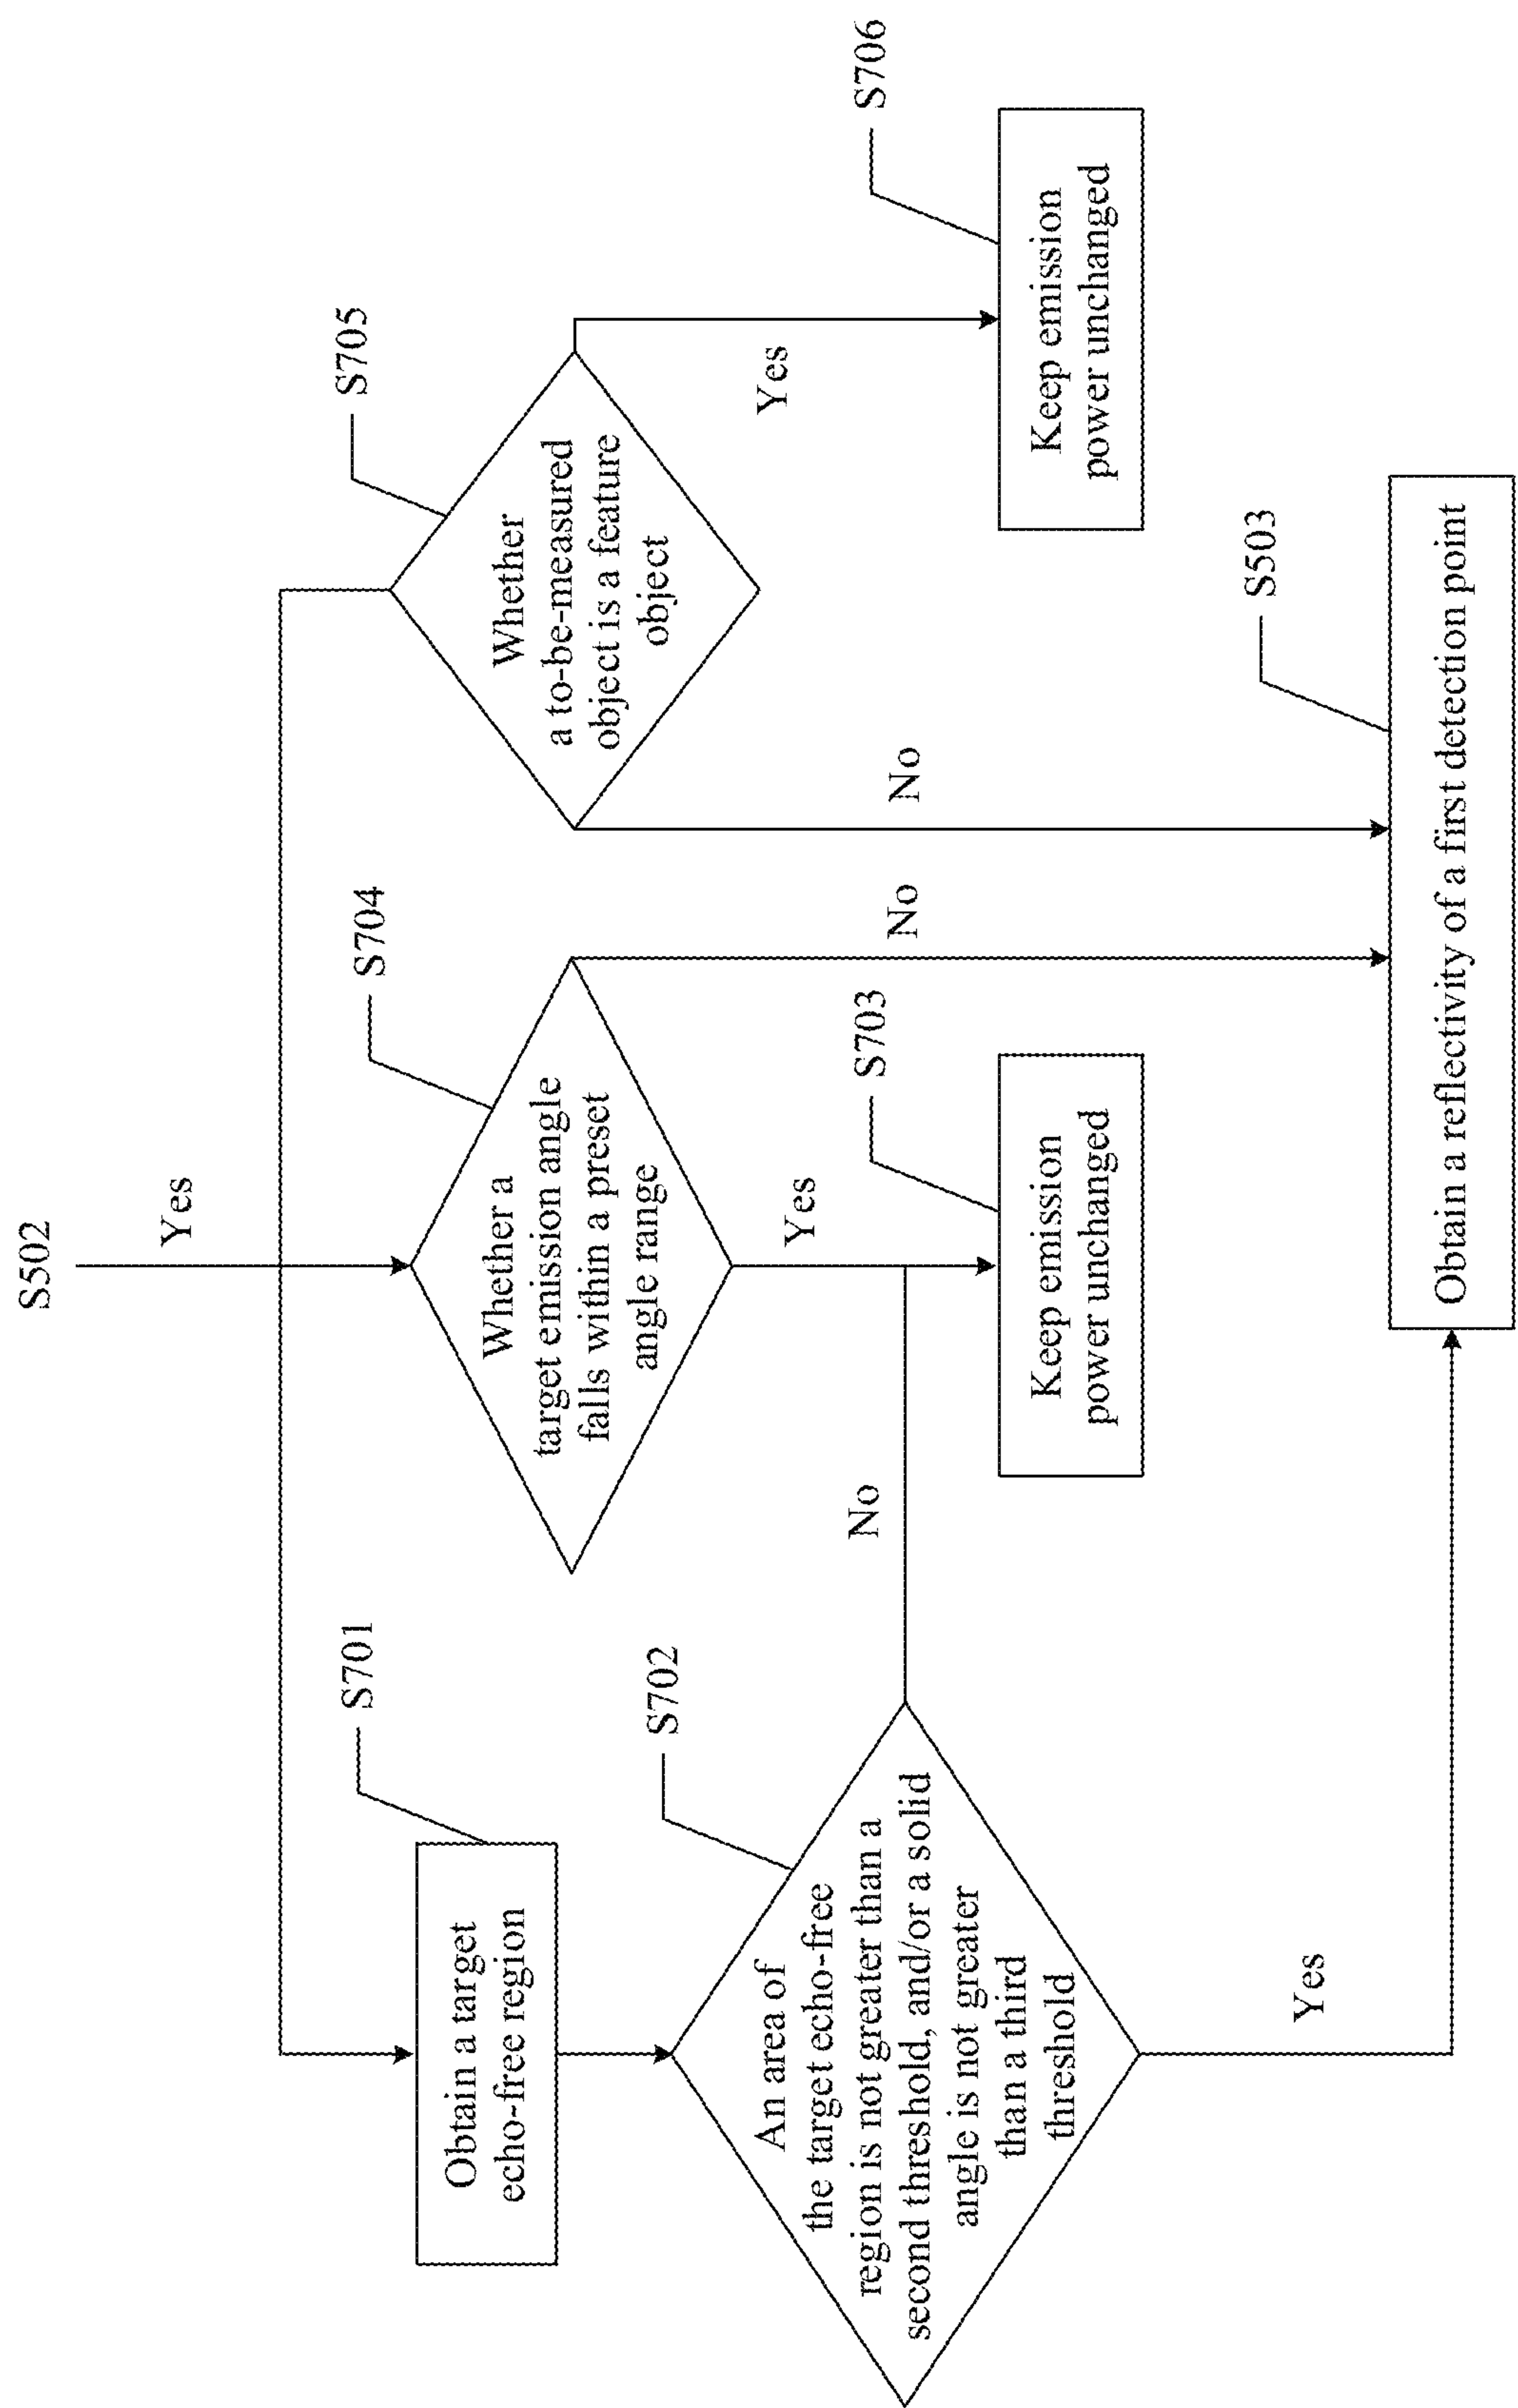 S502
Yes
S701
Obtain a target
echo-free region
S702
An area of
the target echo-free
region is not greater than a
second threshold, and/or a solid
angle is not greater
than a third
threshold
No
Yes
S704
Whether a
target emission angle
falls within a preset
angle range
Yes
No
S703
Keep emission
power unchanged
S705
Whether
a to-be-measured
object is a feature
object
No
Yes
S706
Keep emission
power unchanged
S503
Obtain a reflectivity of a first detection point